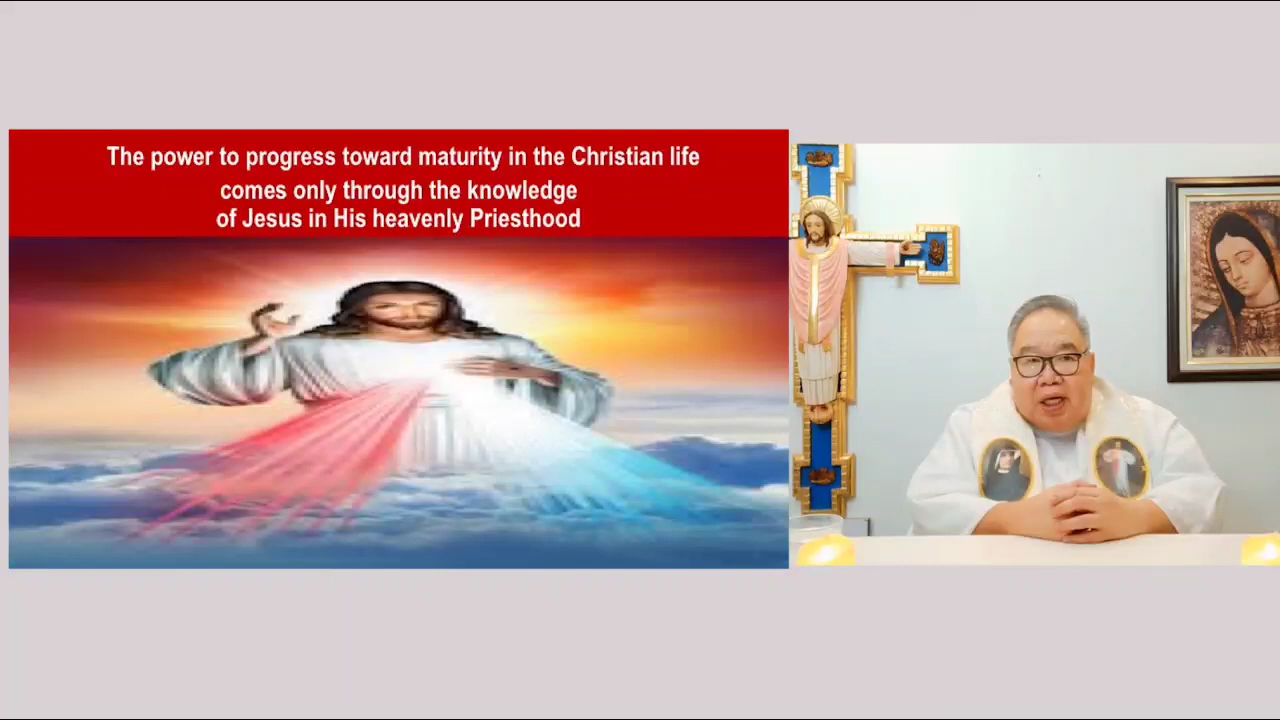 The power to progress toward maturity in the Christian life
comes only through the knowledge
of Jesus in His heavenly Priesthood